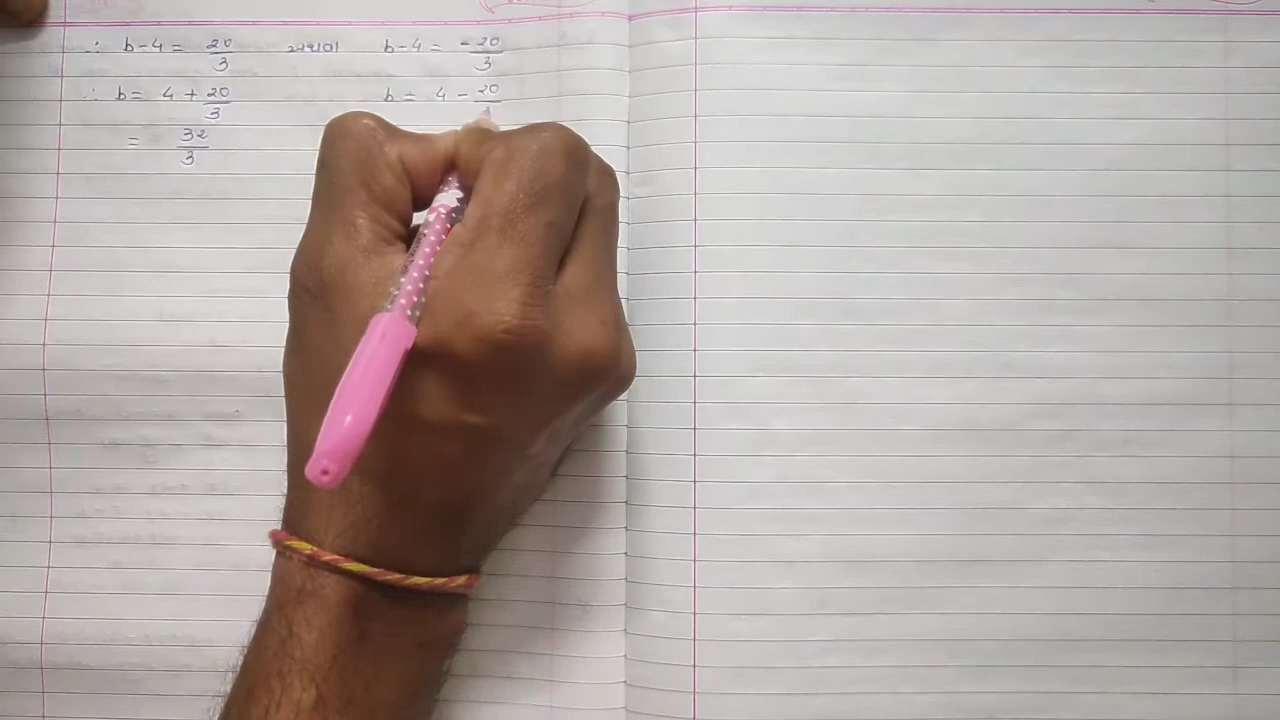 ∴ b-4 = 20/3 અથવા b-4 = -20/3
∴ b = 4 + 20/3 b = 4 - 20/
= 32/3